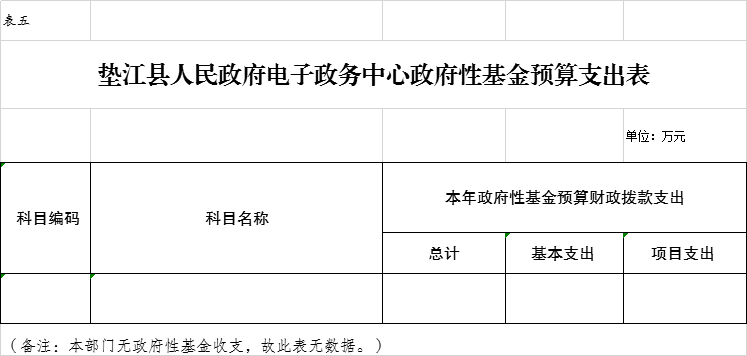 表五
垫江县人民政府电子政务中心政府性基金预算支出表
单位：万元
科目编码 科目名称 本年政府性基金预算财政拨款支出
总计 基本支出 项目支出
（备注：本部门无政府性基金收支，故此表无数据。）